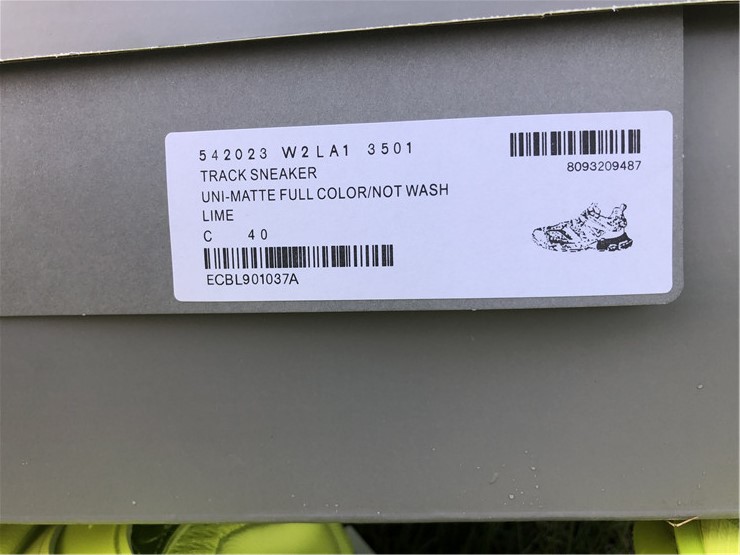 542023 W2LA1 3501
TRACK SNEAKER
UNI-MATTE FULL COLOR/NOT WASH
LIME
C 40
ECBL901037A
8093209487